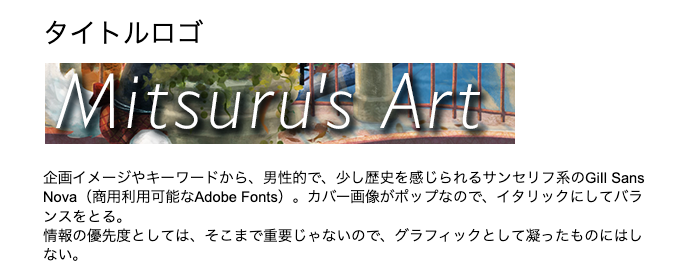 タイトルロゴ
Mitsuru's Art
企画イメージやキーワードから、男性的で、少し歴史を感じられるサンセリフ系のGill Sans
Nova（商用利用可能なAdobe Fonts）。カバー画像がポップなので、イタリックにしてバラ
ンスをとる。
情報の優先度としては、そこまで重要じゃないので、グラフィックとして凝ったものにはし
ない。